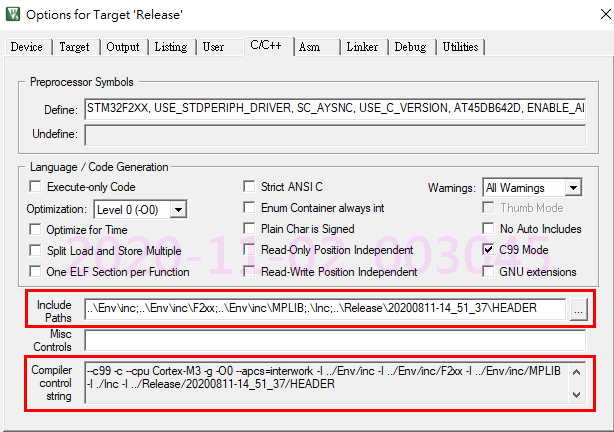 Options for Target 'Release'
Device Target Output Listing User C/C++ Asm Linker Debug Utilities
Preprocessor Symbols
Define: STM32F2XX, USE_STDPERIPH_DRIVER, SC_AYSNC, USE_C_VERSION, AT45DB642D, ENABLE_AI
Undefine:
Language / Code Generation
Execute-only Code Strict ANSI C Warnings: All Warnings
Optimization: Level 0 (-O0) Enum Container always int Thumb Mode
Optimize for Time Plain Char is Signed No Auto Includes
Split Load and Store Multiple Read-Only Position Independent C99 Mode
One ELF Section per Function Read-Write Position Independent GNU extensions
2020-11-02-003045
Include Paths ..\Env\inc;..\Env\inc\F2xx;..\Env\inc\MPLIB;.\Inc;..\Release\20200811-14_51_37\HEADER ...
Misc Controls
Compiler control string --c99 -c --cpu Cortex-M3 -g -O0 --apcs=interwork -I ../Env/inc -I ../Env/inc/F2xx -I ../Env/inc/MPLIB
-I ./Inc -I ../Release/20200811-14_51_37/HEADER